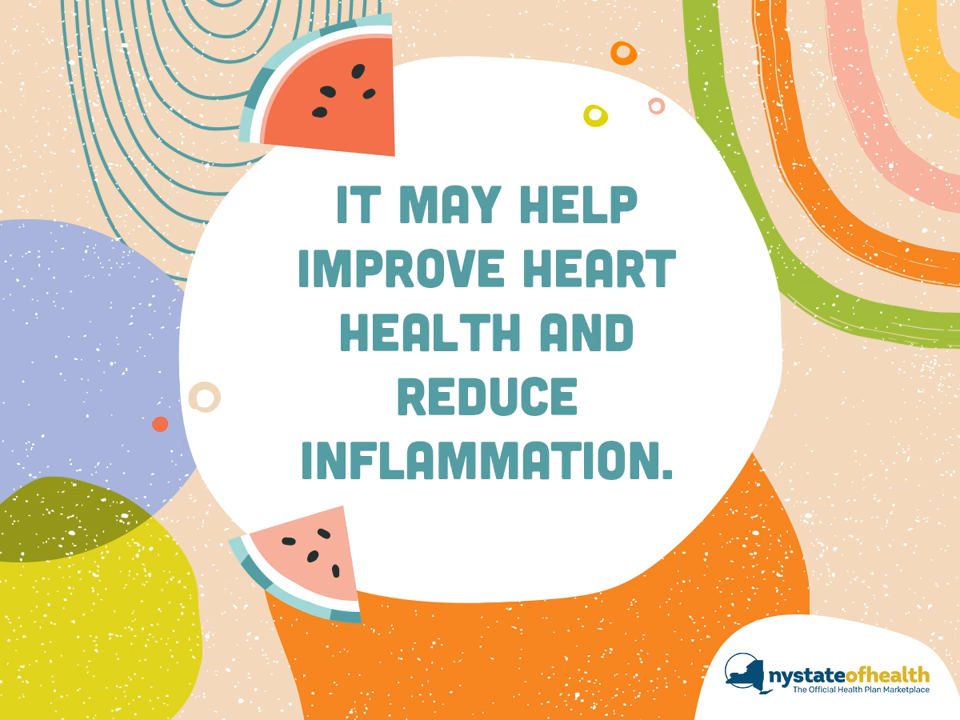 IT MAY HELP
IMPROVE HEART
HEALTH AND
REDUCE
INFLAMMATION.
nystateofhealth
The Official Health Plan Marketplace